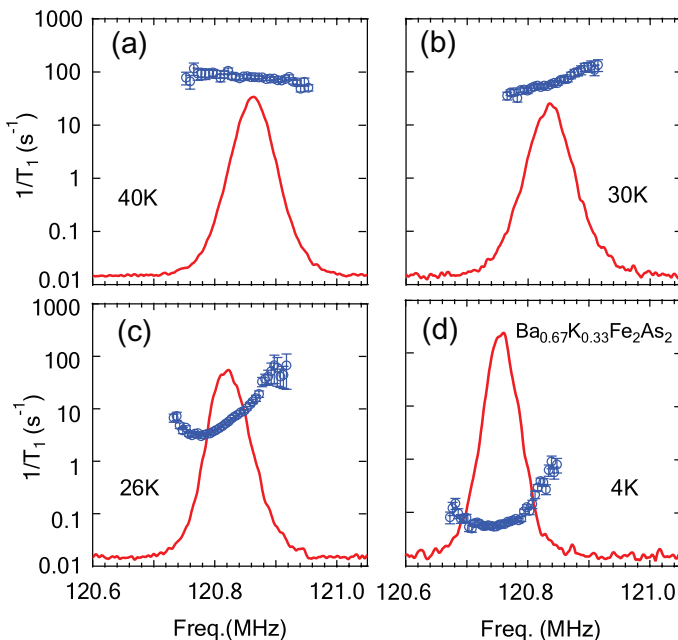 (a)
(b)
1000
100
10
1
0.1
0.01
1/T₁ (s⁻¹)
40K
30K
(c)
(d)
Ba₀.₆₇K₀.₃₃Fe₂As₂
1000
100
10
1
0.1
0.01
1/T₁ (s⁻¹)
26K
4K
120.6 120.8 121.0
120.6 120.8 121.0
Freq.(MHz)
Freq.(MHz)